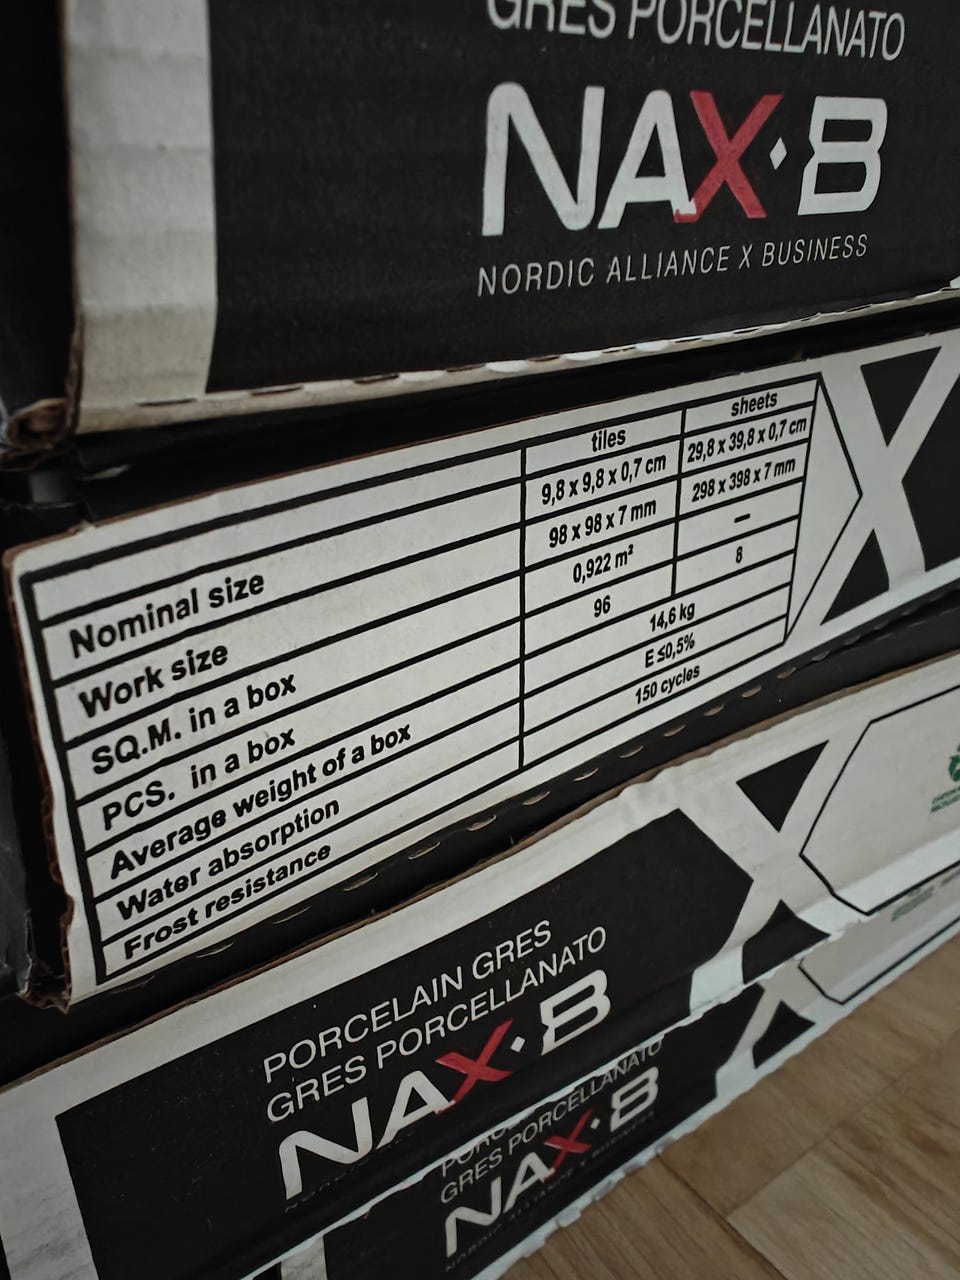 GRES PORCELLANATO
NAX·B
NORDIC ALLIANCE X BUSINESS
tiles sheets
Nominal size 9,8 x 9,8 x 0,7 cm 29,8 x 39,8 x 0,7 cm
Work size 98 x 98 x 7 mm 298 x 398 x 7 mm
SQ.M. in a box 0,922 m² –
PCS. in a box 96 8
Average weight of a box 14,6 kg
Water absorption E ≤0,5%
Frost resistance 150 cycles
PORCELAIN GRES
GRES PORCELLANATO
NAX·B
GRES PORCELLANATO
NAX·B